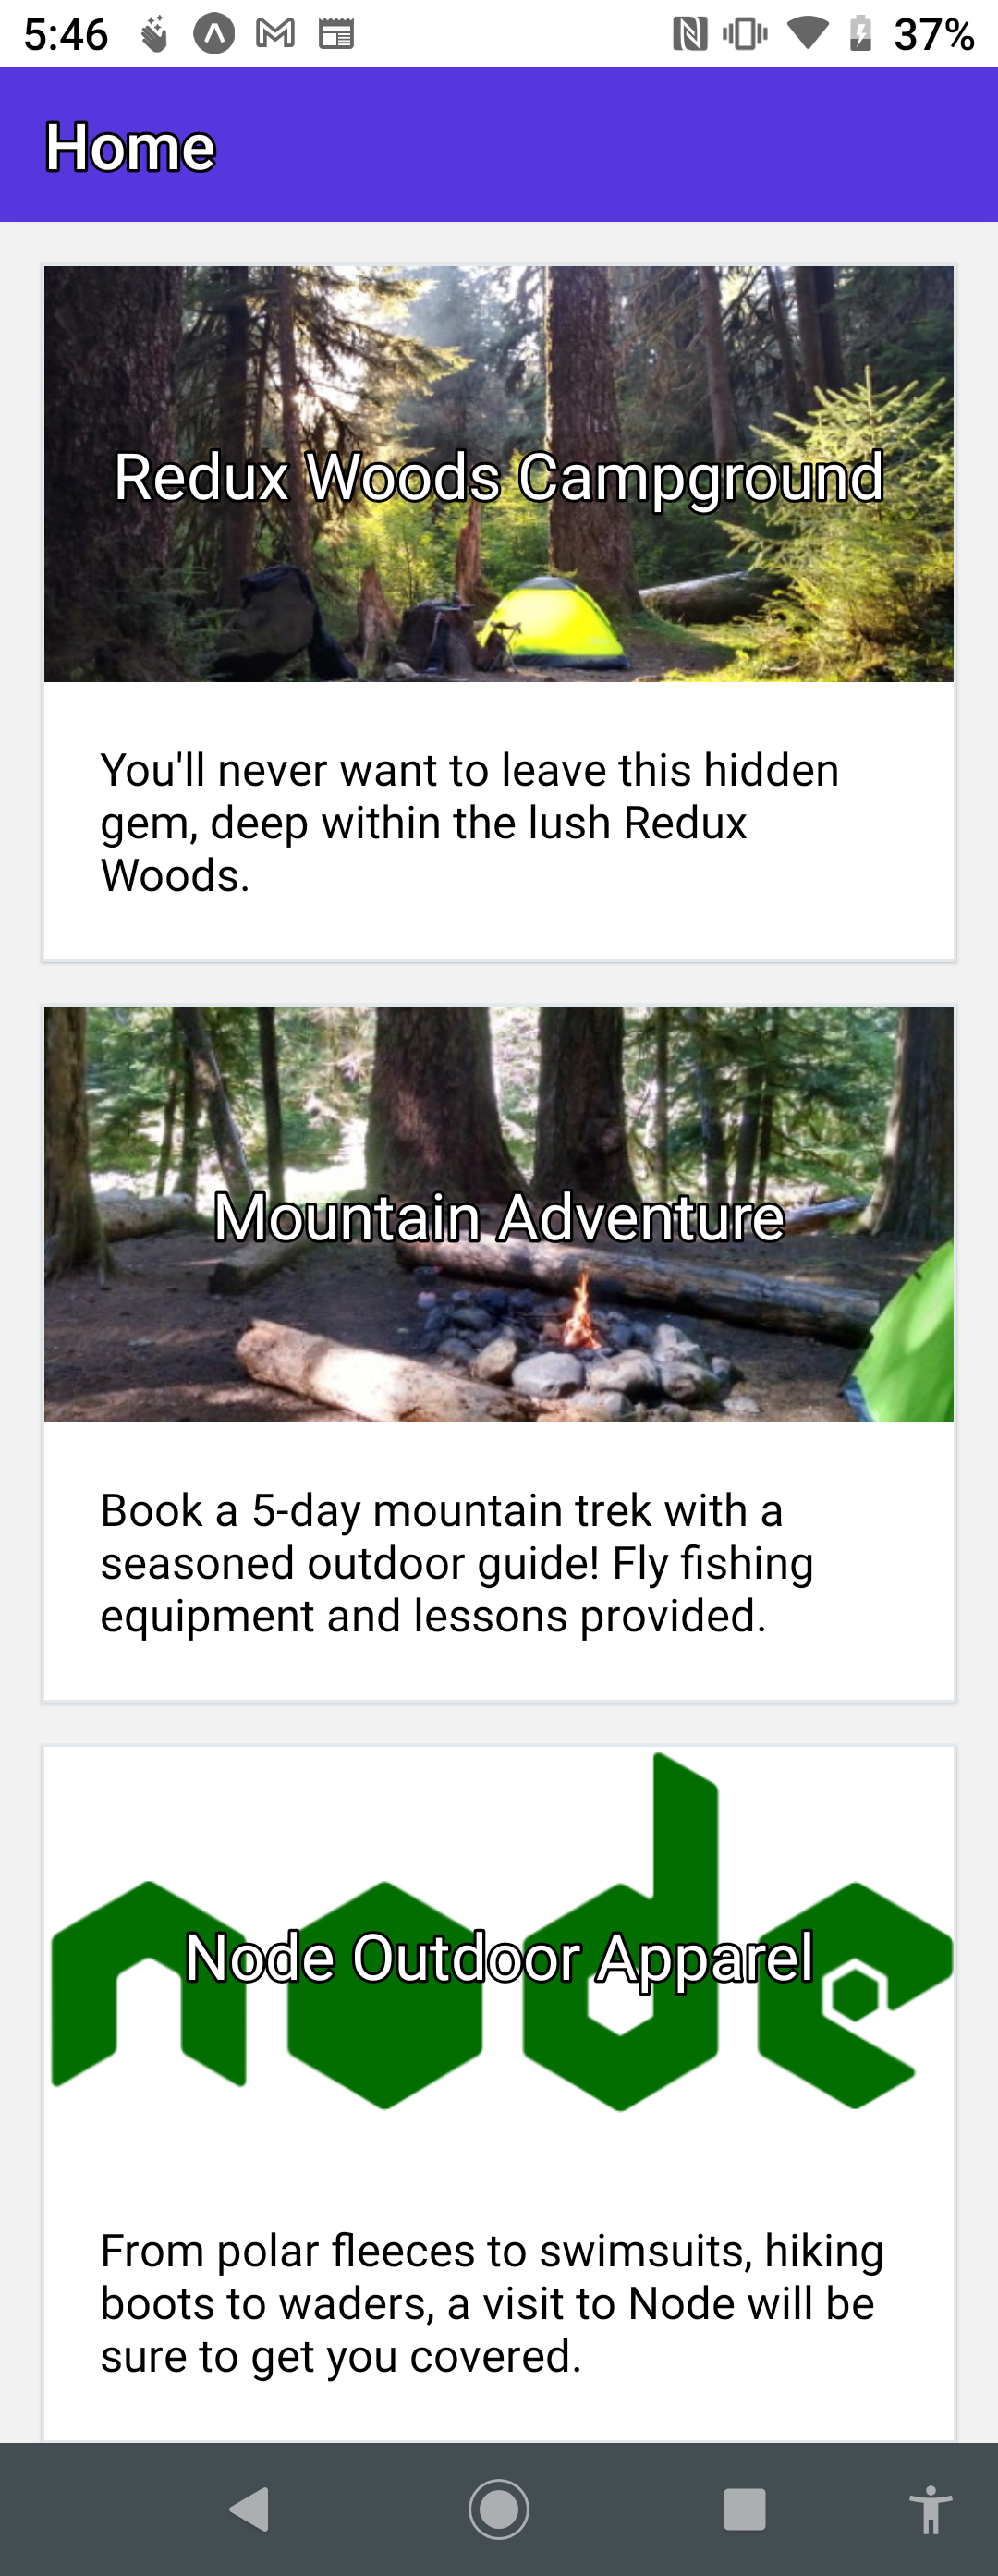 5:46
37%
Home
Redux Woods Campground
You'll never want to leave this hidden
gem, deep within the lush Redux
Woods.
Mountain Adventure
Book a 5-day mountain trek with a
seasoned outdoor guide! Fly fishing
equipment and lessons provided.
node
Node Outdoor Apparel
From polar fleeces to swimsuits, hiking
boots to waders, a visit to Node will be
sure to get you covered.